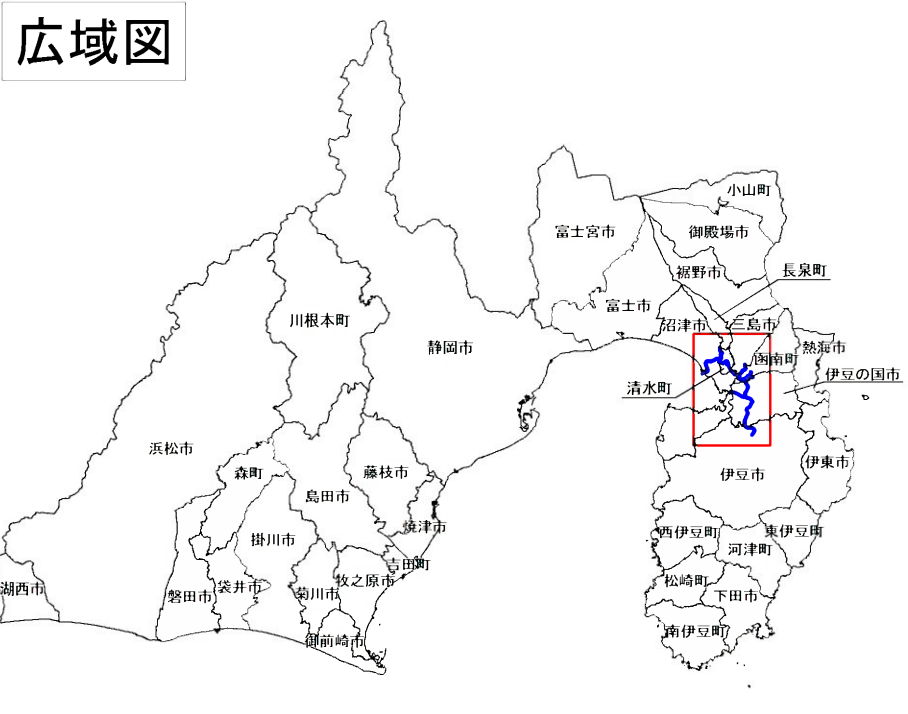 広域図
小山町
富士宮市
御殿場市
裾野市
長泉町
富士市
川根本町
沼津市
三島市
静岡市
熱海市
函南町
伊豆の国市
清水町
浜松市
森町
藤枝市
伊東市
伊豆市
島田市
焼津市
掛川市
西伊豆町
東伊豆町
河津町
吉田町
湖西市
磐田市
袋井市
菊川市
牧之原市
松崎町
下田市
御前崎市
南伊豆町